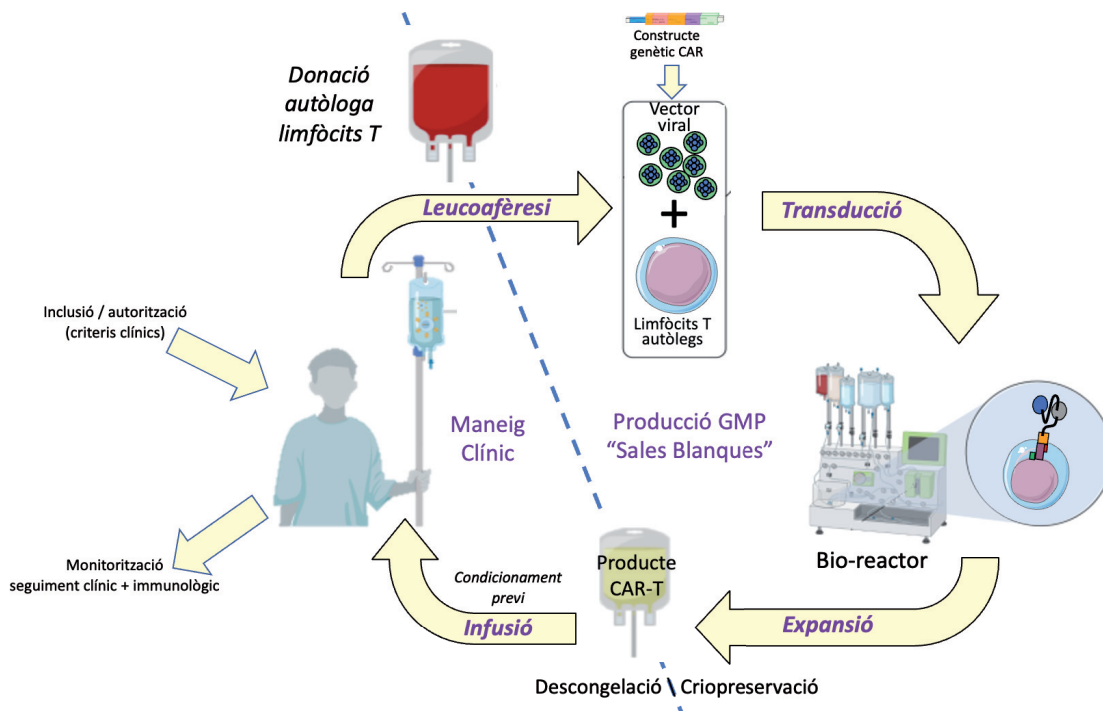 Constructe
genètic CAR
Donació
autòloga
limfòcits T
Vector
viral
+
Limfòcits T
autòlegs
Leucoafèresi
Transducció
Inclusió / autorització
(criteris clínics)
Maneig
Clínic
Producció GMP
“Sales Blanques”
Bio-reactor
Monitorització
seguiment clínic + immunològic
Condicionament
previ
Infusió
Producte
CAR-T
Expansió
Descongelació \ Criopreservació